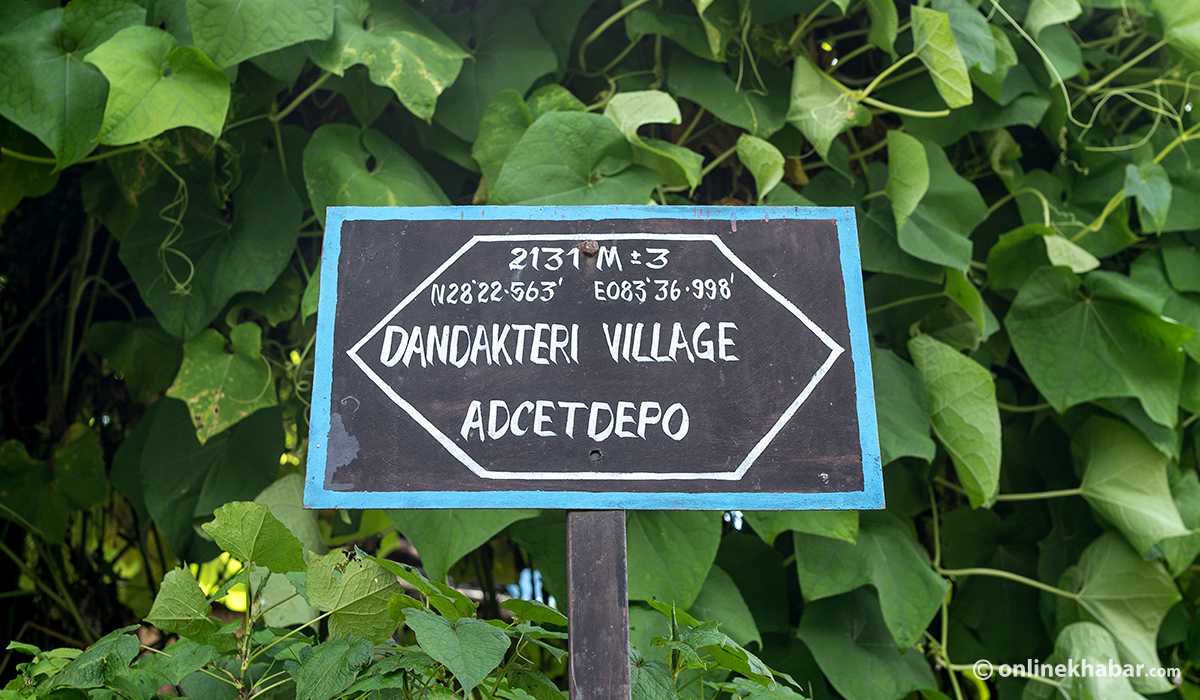 2131 M ± 3
N28°22·563' E083°36·998'
DANDAKTERI VILLAGE
ADCETDEPO
© onlinekhabar.com